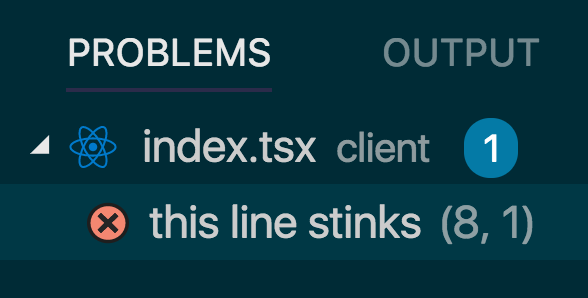 PROBLEMS OUTPUT
index.tsx client 1
this line stinks (8, 1)